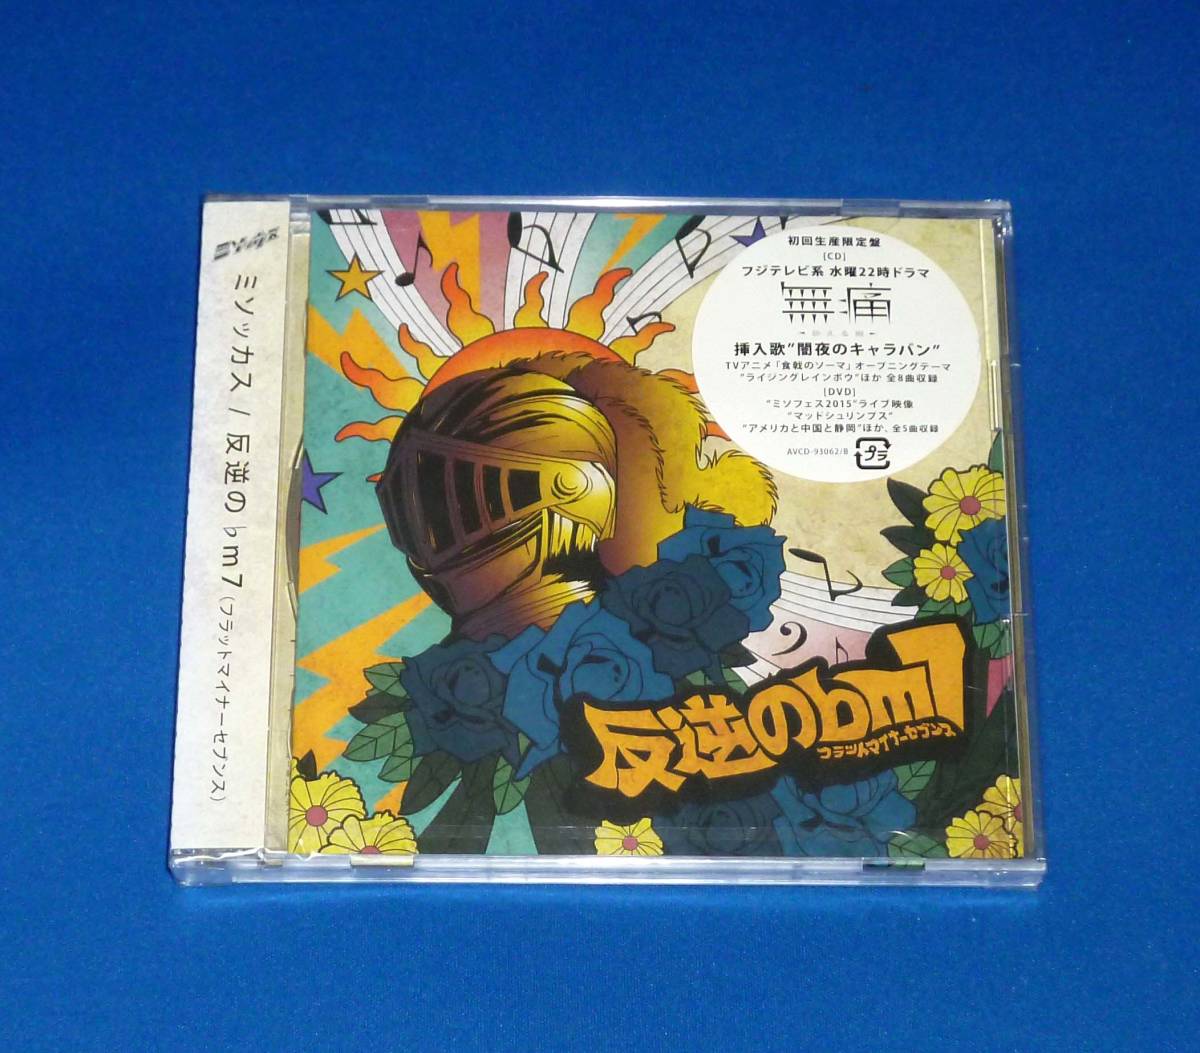 ミソッカス / 反逆の♭m7 (フラットマイナーセブンス)
初回生産限定盤
[CD]
フジテレビ系 水曜22時ドラマ
無痛
挿入歌"闇夜のキャラバン"
TVアニメ「食戟のソーマ」オープニングテーマ
"ライジングレインボウ"ほか 全8曲収録
[DVD]
"ミソフェス2015"ライブ映像
"マッドシュリンプス"
"アメリカと中国と静岡"ほか、全5曲収録
AVCD-93062/B
プラ
反逆の♭m7
フラットマイナーセブンス